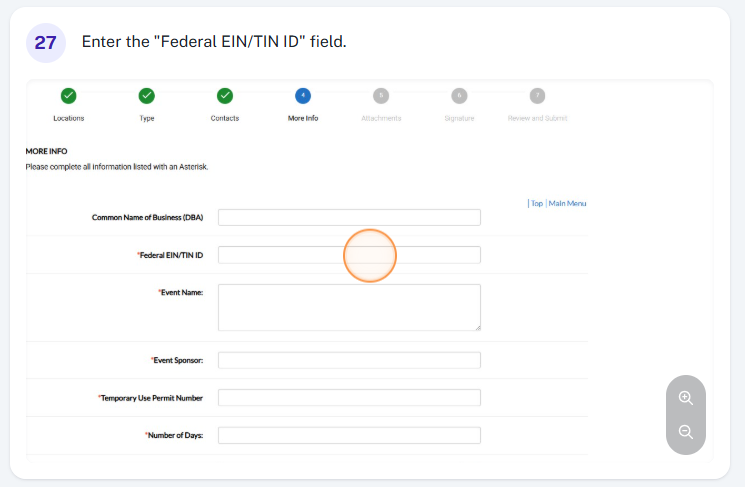 27 Enter the "Federal EIN/TIN ID" field.
4 5 6 7
Locations Type Contacts More Info Attachments Signature Review and Submit
MORE INFO
Please complete all information listed with an Asterisk.
| Top | Main Menu
Common Name of Business (DBA)
*Federal EIN/TIN ID
*Event Name:
*Event Sponsor:
*Temporary Use Permit Number
*Number of Days: